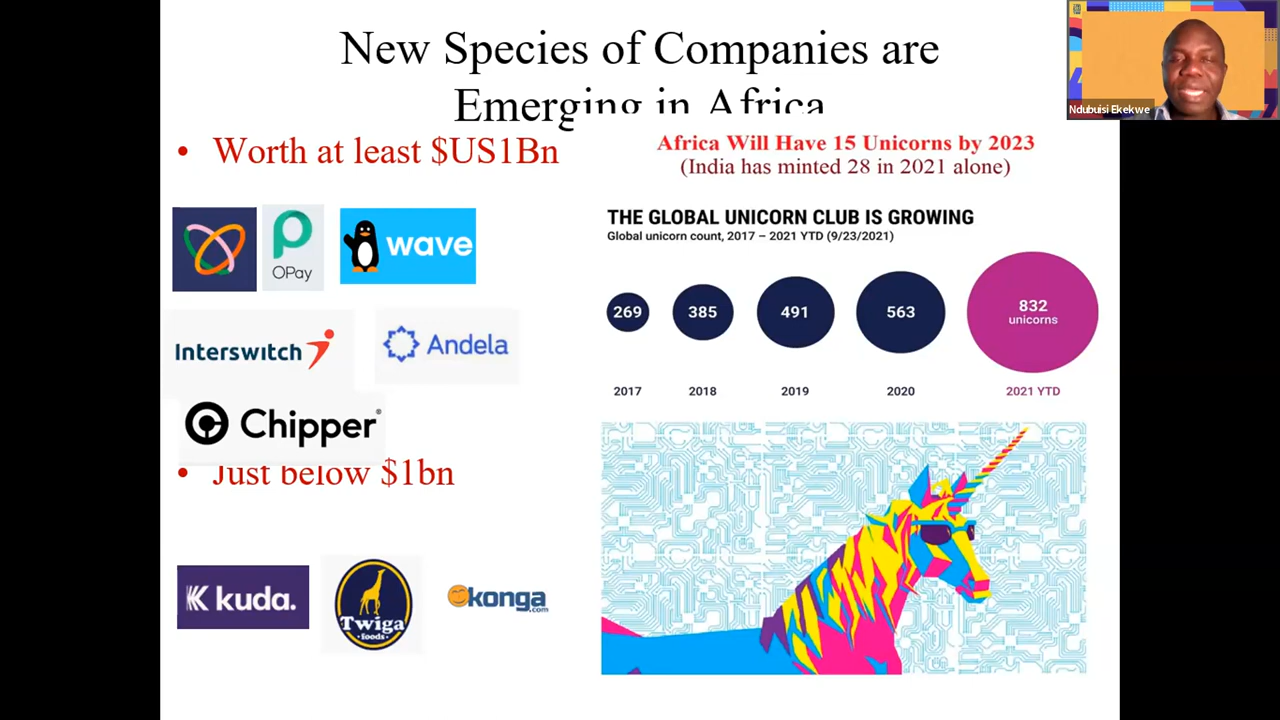 New Species of Companies are
Emerging in Africa
Ndubuisi Ekekwe
• Worth at least $US1Bn
OPay
wave
Interswitch
Andela
Chipper®
• Just below $1bn
kuda.
Twiga
• foods •
konga
.com
Africa Will Have 15 Unicorns by 2023
(India has minted 28 in 2021 alone)
THE GLOBAL UNICORN CLUB IS GROWING
Global unicorn count, 2017 – 2021 YTD (9/23/2021)
269 385 491 563 832
unicorns
2017 2018 2019 2020 2021 YTD